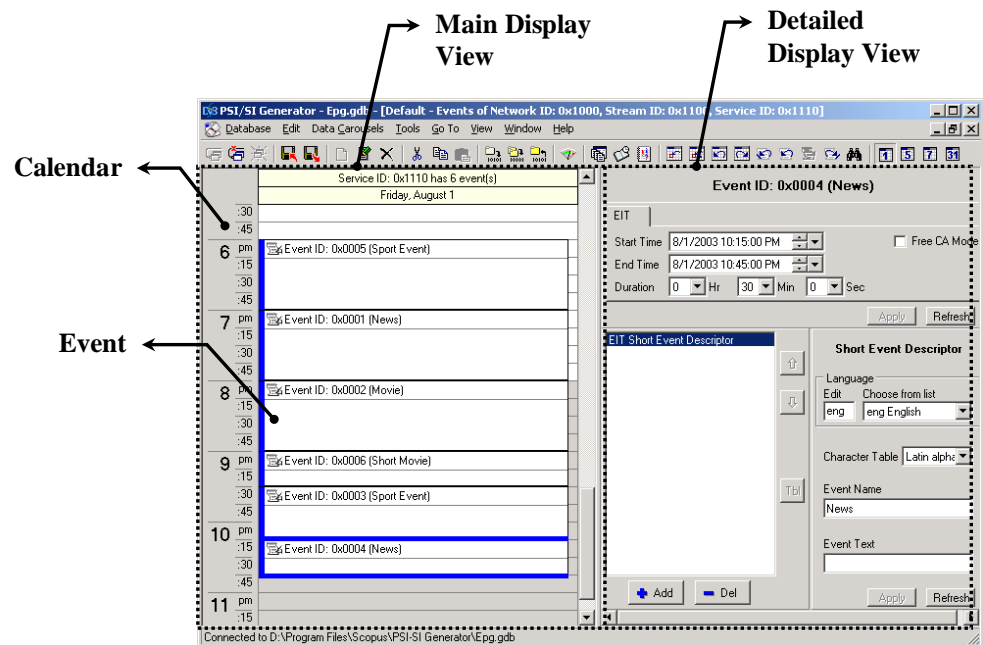 Main Display
View
Detailed
Display View
Calendar
Event
PSI/SI Generator - Epg.gdb - [Default - Events of Network ID: 0x1000, Stream ID: 0x1100, Service ID: 0x1110]
Database Edit Data Carousels Tools Go To View Window Help
1 5 7 31
Service ID: 0x1110 has 6 event(s)
Friday, August 1
:30
:45
6 pm Event ID: 0x0005 (Sport Event)
:15
:30
:45
7 pm Event ID: 0x0001 (News)
:15
:30
:45
8 pm Event ID: 0x0002 (Movie)
:15
:30
:45
9 pm Event ID: 0x0006 (Short Movie)
:15
:30 Event ID: 0x0003 (Sport Event)
:45
10 pm
:15 Event ID: 0x0004 (News)
:30
:45
11 pm
:15
Event ID: 0x0004 (News)
EIT
Start Time 8/1/2003 10:15:00 PM Free CA Mode
End Time 8/1/2003 10:45:00 PM
Duration 0 Hr 30 Min 0 Sec
Apply Refresh
EIT Short Event Descriptor
Tbl
Add Del
Short Event Descriptor
Language
Edit Choose from list
eng eng English
Character Table Latin alpha
Event Name
News
Event Text
Apply Refresh
Connected to D:\Program Files\Scopus\PSI-SI Generator\Epg.gdb